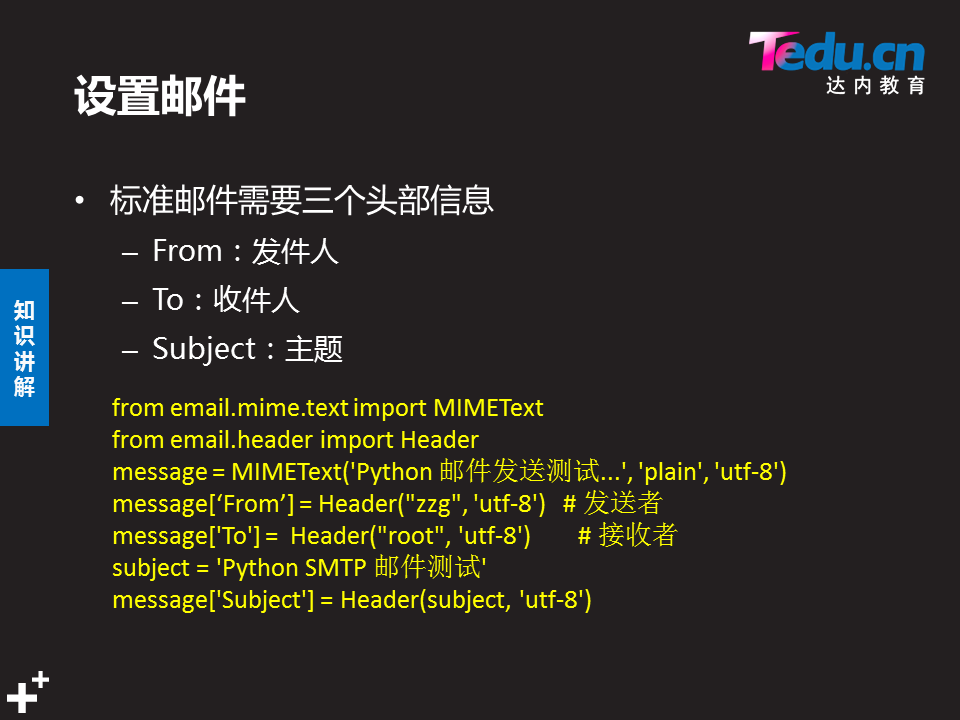 Tedu.cn
达内教育
设置邮件
• 标准邮件需要三个头部信息
– From：发件人
– To：收件人
– Subject：主题
知识讲解
from email.mime.text import MIMEText
from email.header import Header
message = MIMEText('Python 邮件发送测试...', 'plain', 'utf-8')
message[‘From’] = Header("zzg", 'utf-8')   # 发送者
message['To'] =  Header("root", 'utf-8')        # 接收者
subject = 'Python SMTP 邮件测试'
message['Subject'] = Header(subject, 'utf-8')